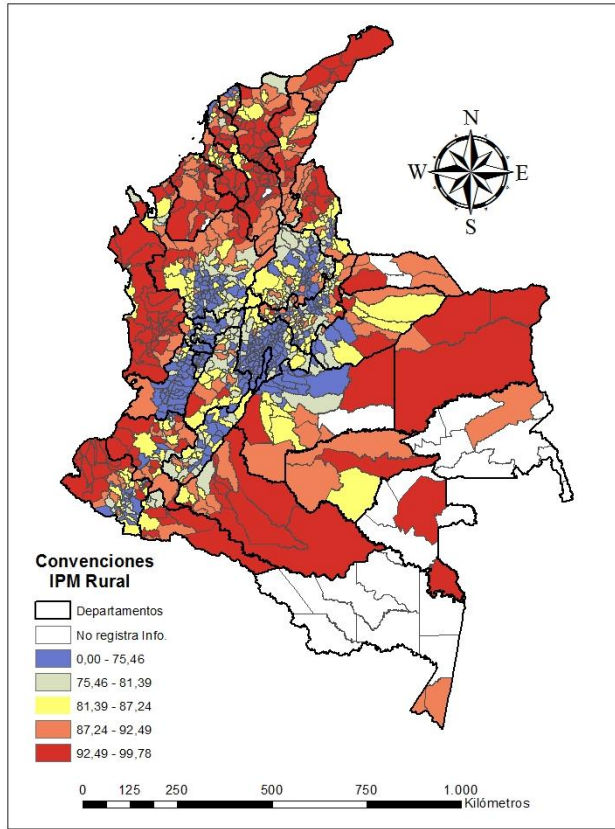 N
W E
S
Convenciones
IPM Rural
Departamentos
No registra Info.
0,00 - 75,46
75,46 - 81,39
81,39 - 87,24
87,24 - 92,49
92,49 - 99,78
0 125 250 500 750 1.000
Kilómetros